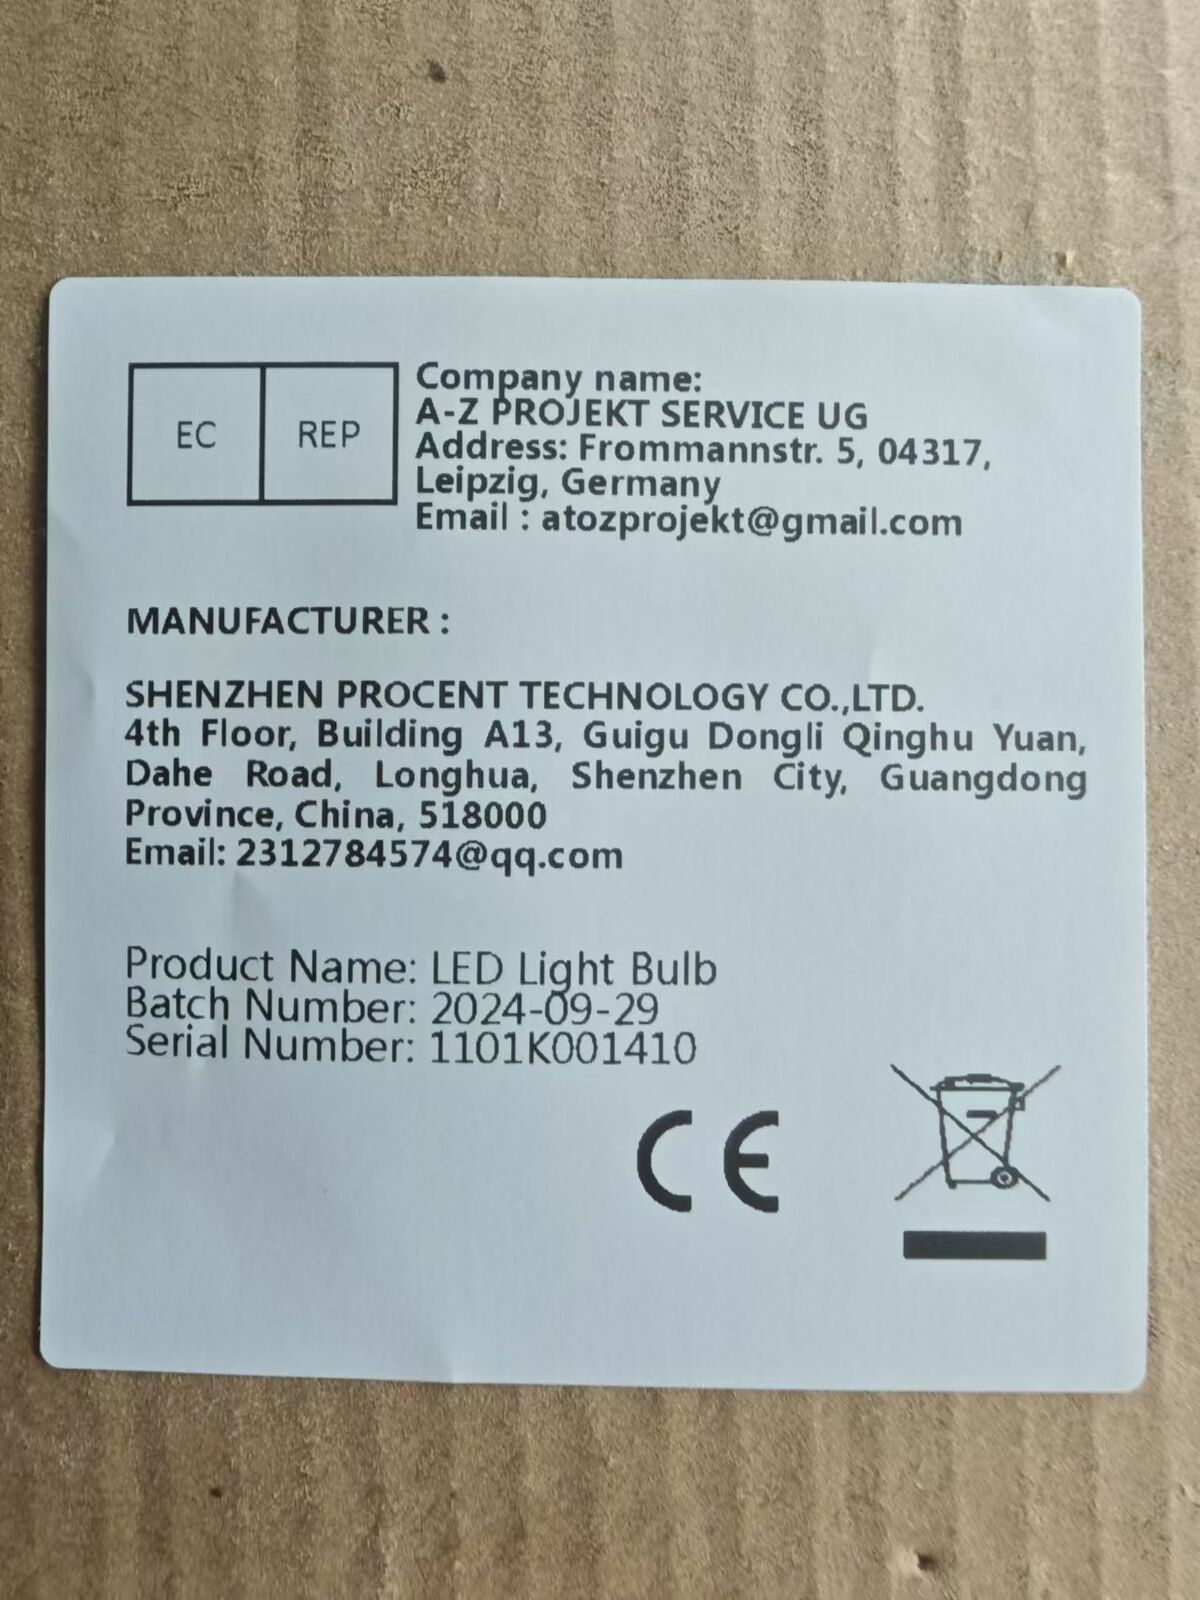 EC REP
Company name:
A-Z PROJEKT SERVICE UG
Address: Frommannstr. 5, 04317,
Leipzig, Germany
Email : atozprojekt@gmail.com
MANUFACTURER :
SHENZHEN PROCENT TECHNOLOGY CO.,LTD.
4th Floor, Building A13, Guigu Dongli Qinghu Yuan,
Dahe Road, Longhua, Shenzhen City, Guangdong
Province, China, 518000
Email: 2312784574@qq.com
Product Name: LED Light Bulb
Batch Number: 2024-09-29
Serial Number: 1101K001410
CE